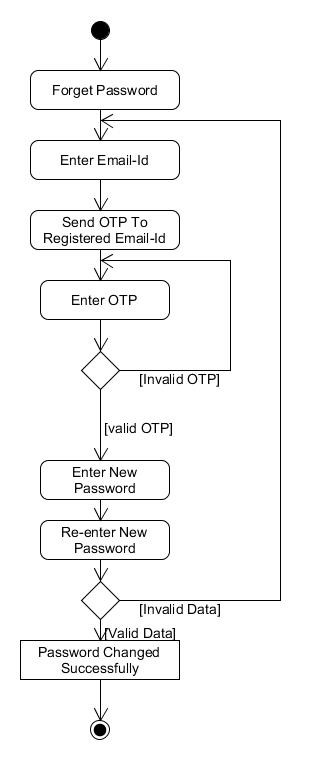 Forget Password
Enter Email-Id
Send OTP To
Registered Email-Id
Enter OTP
[Invalid OTP]
[valid OTP]
Enter New
Password
Re-enter New
Password
[Invalid Data]
[Valid Data]
Password Changed
Successfully